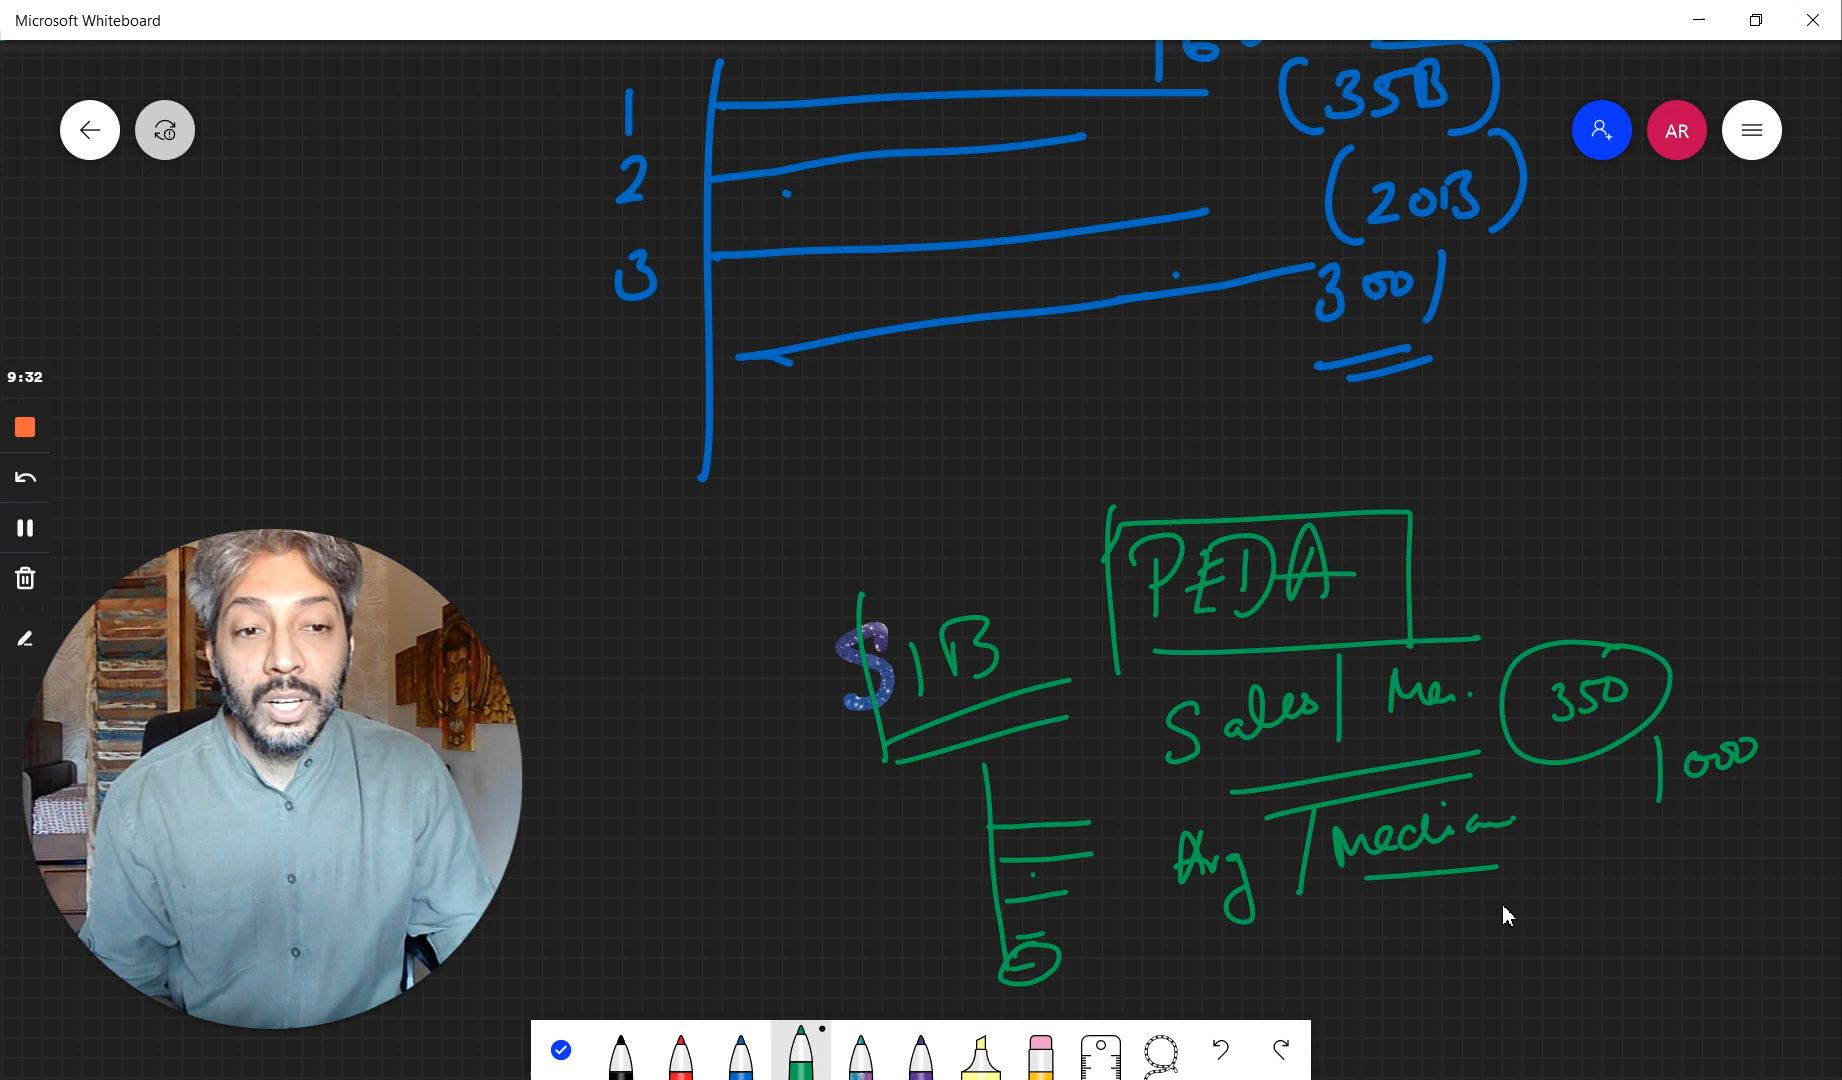 Microsoft Whiteboard
1
(35B)
AR
2
(20B)
3
300
9:32
PEDA
$1B
Sales Me.
350
1000
Avg Median